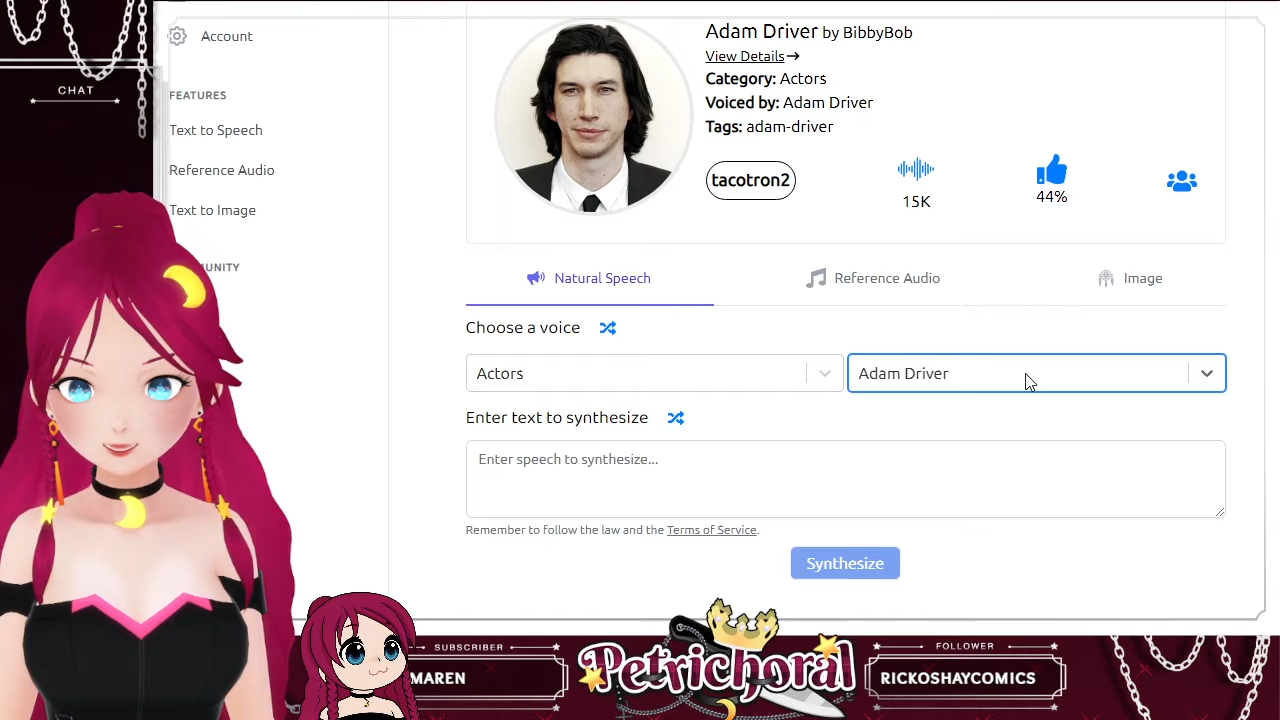 CHAT
Account
FEATURES
Text to Speech
Reference Audio
Text to Image
UNITY
Adam Driver by BibbyBob
View Details→
Category: Actors
Voiced by: Adam Driver
Tags: adam-driver
tacotron2
15K
44%
Natural Speech
Reference Audio
Image
Choose a voice
Actors
Adam Driver
Enter text to synthesize
Enter speech to synthesize...
Remember to follow the law and the Terms of Service.
Synthesize
SUBSCRIBER
MAREN
Petrichoral
FOLLOWER
RICKOSHAYCOMICS